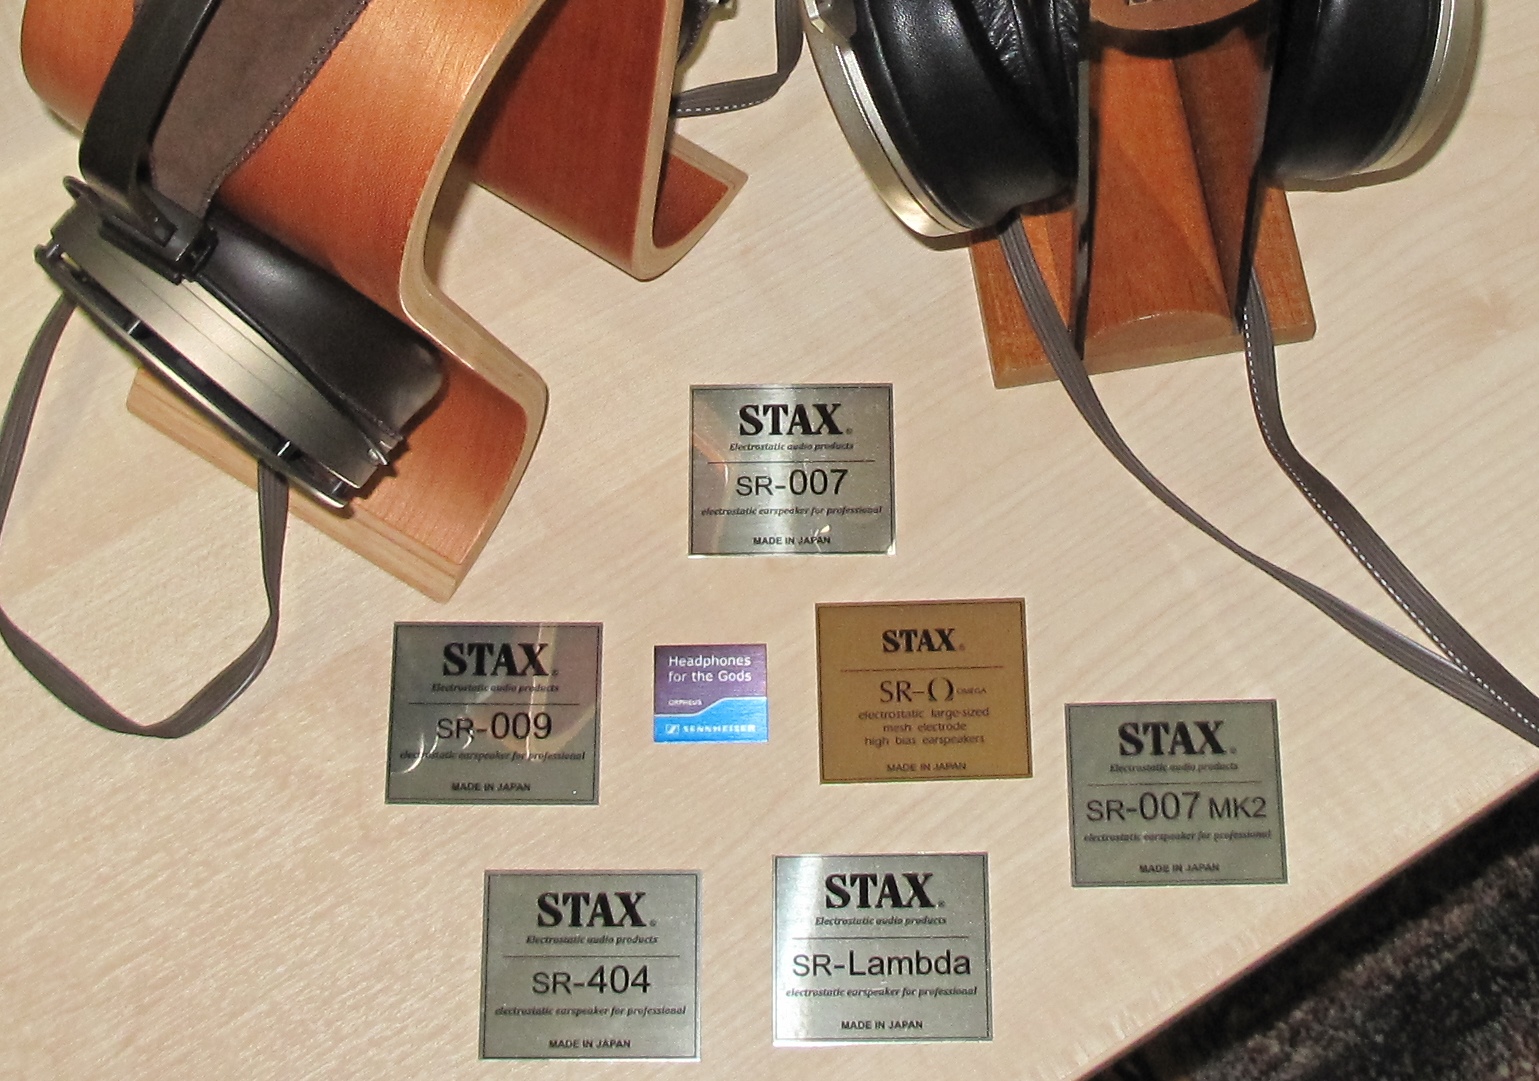 STAX®
Electrostatic audio products
SR-007
electrostatic earspeaker for professional
MADE IN JAPAN
STAX®
Electrostatic audio products
SR-009
electrostatic earspeaker for professional
MADE IN JAPAN
Headphones
for the Gods
ORPHEUS
SENNHEISER
STAX®
SR-Ω OMEGA
electrostatic large-sized
mesh electrode
high bias earspeakers
MADE IN JAPAN
STAX®
Electrostatic audio products
SR-007 MK2
electrostatic earspeaker for professional
MADE IN JAPAN
STAX®
Electrostatic audio products
SR-404
electrostatic earspeaker for professional
MADE IN JAPAN
STAX®
Electrostatic audio products
SR-Lambda
electrostatic earspeaker for professional
MADE IN JAPAN